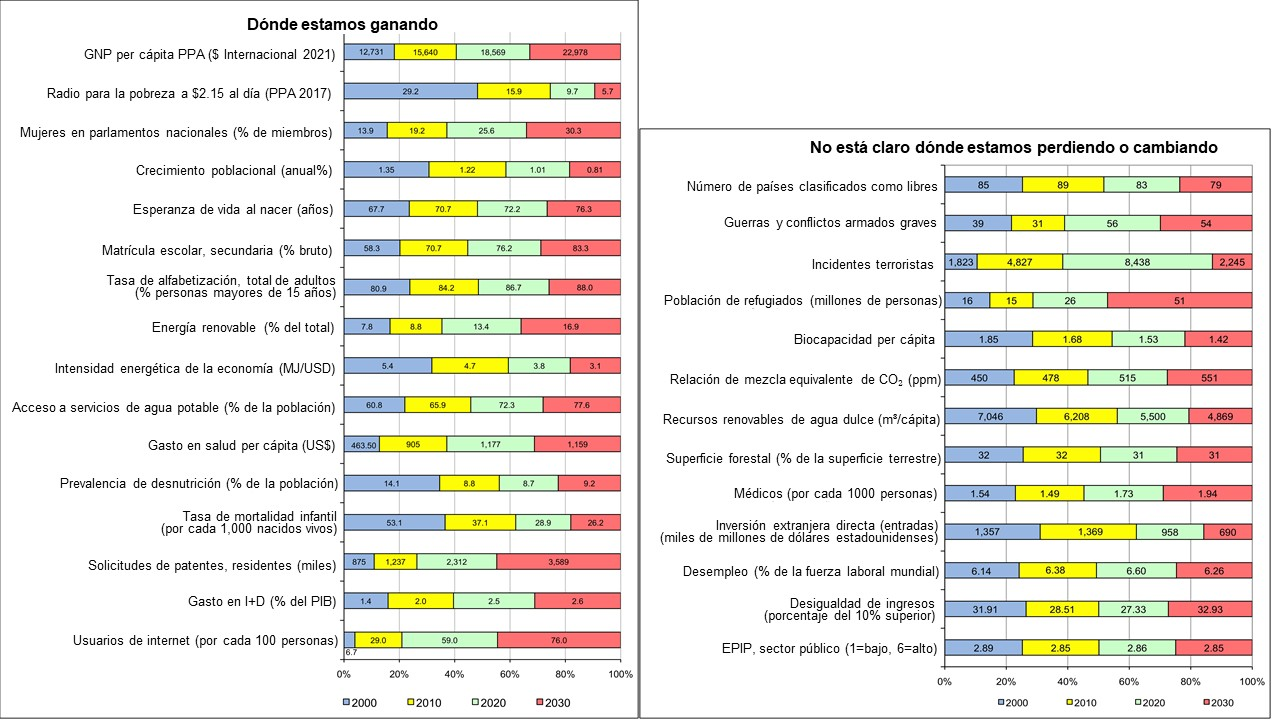 Dónde estamos ganando
GNP per cápita PPA ($ Internacional 2021)
12,731 15,640 18,569 22,978
Radio para la pobreza a $2.15 al día (PPA 2017)
29.2 15.9 9.7 5.7
Mujeres en parlamentos nacionales (% de miembros)
13.9 19.2 25.6 30.3
Crecimiento poblacional (anual%)
1.35 1.22 1.01 0.81
Esperanza de vida al nacer (años)
67.7 70.7 72.2 76.3
Matrícula escolar, secundaria (% bruto)
58.3 70.7 76.2 83.3
Tasa de alfabetización, total de adultos
(% personas mayores de 15 años)
80.9 84.2 86.7 88.0
Energía renovable (% del total)
7.8 8.8 13.4 16.9
Intensidad energética de la economía (MJ/USD)
5.4 4.7 3.8 3.1
Acceso a servicios de agua potable (% de la población)
60.8 65.9 72.3 77.6
Gasto en salud per cápita (US$)
463.50 905 1,177 1,159
Prevalencia de desnutrición (% de la población)
14.1 8.8 8.7 9.2
Tasa de mortalidad infantil
(por cada 1,000 nacidos vivos)
53.1 37.1 28.9 26.2
Solicitudes de patentes, residentes (miles)
875 1,237 2,312 3,589
Gasto en I+D (% del PIB)
1.4 2.0 2.5 2.6
Usuarios de internet (por cada 100 personas)
6.7 29.0 59.0 76.0
0% 20% 40% 60% 80% 100%
2000 2010 2020 2030
No está claro dónde estamos perdiendo o cambiando
Número de países clasificados como libres
85 89 83 79
Guerras y conflictos armados graves
39 31 56 54
Incidentes terroristas
1,823 4,827 8,438 2,245
Población de refugiados (millones de personas)
16 15 26 51
Biocapacidad per cápita
1.85 1.68 1.53 1.42
Relación de mezcla equivalente de CO₂ (ppm)
450 478 515 551
Recursos renovables de agua dulce (m³/cápita)
7,046 6,208 5,500 4,869
Superficie forestal (% de la superficie terrestre)
32 32 31 31
Médicos (por cada 1000 personas)
1.54 1.49 1.73 1.94
Inversión extranjera directa (entradas)
(miles de millones de dólares estadounidenses)
1,357 1,369 958 690
Desempleo (% de la fuerza laboral mundial)
6.14 6.38 6.60 6.26
Desigualdad de ingresos
(porcentaje del 10% superior)
31.91 28.51 27.33 32.93
EPIP, sector público (1=bajo, 6=alto)
2.89 2.85 2.86 2.85
0% 20% 40% 60% 80% 100%
2000 2010 2020 2030